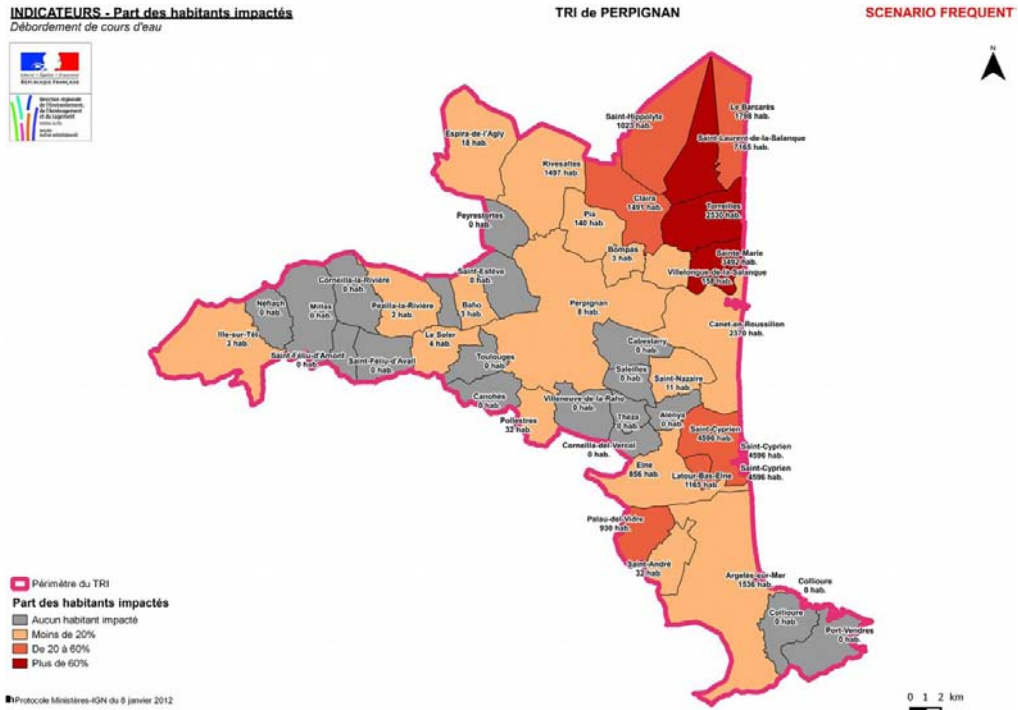 INDICATEURS - Part des habitants impactés
Débordement de cours d'eau
TRI de PERPIGNAN
SCENARIO FREQUENT
RÉPUBLIQUE FRANÇAISE
N
Le Barcarès
1798 hab.
Saint-Hippolyte
1023 hab.
Saint-Laurent-de-la-Salanque
7165 hab.
Espira-de-l'Agly
18 hab.
Rivesaltes
1497 hab.
Claira
1491 hab.
Torreilles
2530 hab.
Peyrestortes
0 hab.
Pia
140 hab.
Bompas
3 hab.
Sainte-Marie
3492 hab.
Villelongue-de-la-Salanque
158 hab.
Saint-Estève
0 hab.
Corneilla-la-Rivière
0 hab.
Néfiach
0 hab.
Millas
0 hab.
Pézilla-la-Rivière
2 hab.
Baho
3 hab.
Perpignan
8 hab.
Canet-en-Roussillon
2370 hab.
Ille-sur-Têt
3 hab.
Le Soler
4 hab.
Cabestany
0 hab.
Saint-Féliu-d'Amont
0 hab.
Saint-Féliu-d'Avall
0 hab.
Toulouges
0 hab.
Saleilles
0 hab.
Saint-Nazaire
11 hab.
Canohès
0 hab.
Villeneuve-de-la-Raho
0 hab.
Théza
0 hab.
Alénya
0 hab.
Pollestres
32 hab.
Saint-Cyprien
4596 hab.
Corneilla-del-Vercol
0 hab.
Saint-Cyprien
4596 hab.
Elne
856 hab.
Latour-Bas-Elne
1165 hab.
Saint-Cyprien
4596 hab.
Palau-del-Vidre
930 hab.
Saint-André
32 hab.
Argelès-sur-Mer
1536 hab.
Collioure
0 hab.
Collioure
0 hab.
Port-Vendres
0 hab.
Périmètre du TRI
Part des habitants impactés
Aucun habitant impacté
Moins de 20%
De 20 à 60%
Plus de 60%
Protocole Ministères-IGN du 8 janvier 2012
0 1 2 km